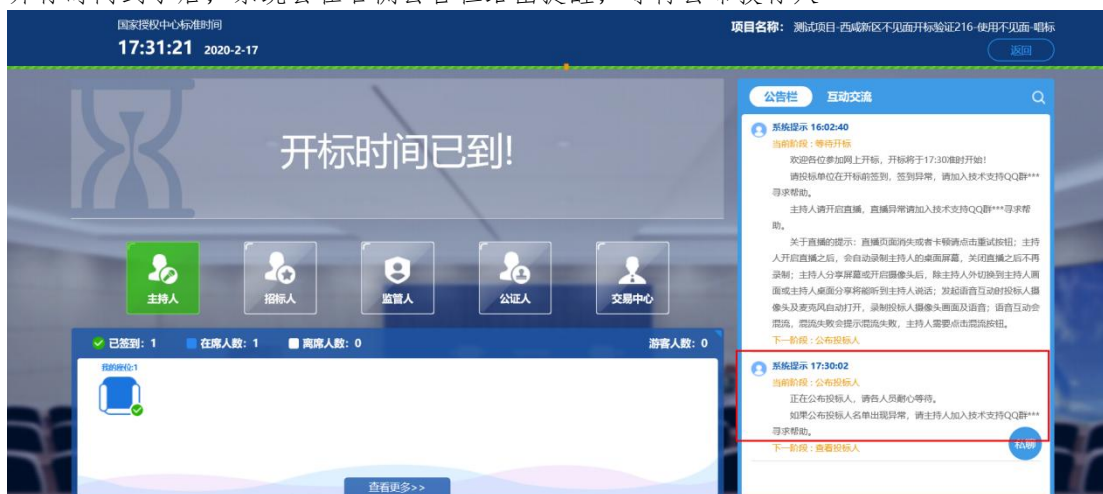 国家授权中心标准时间
17:31:21 2020-2-17
项目名称： 测试项目-西咸新区不见面开标验证216-使用不见面-唱标
返回
开标时间已到!
主持人
招标人
监管人
公证人
交易中心
已签到：1
在席人数：1
离席人数：0
游客人数：0
我的座位:1
查看更多>>
公告栏
互动交流
系统提示 16:02:40
当前阶段：等待开标
欢迎各位参加网上开标，开标将于17:30准时开始!
请投标单位在开标前签到，签到异常，请加入技术支持QQ群***
寻求帮助。
主持人请开启直播，直播异常请加入技术支持QQ群***寻求帮
助。
关于直播的提示：直播页面消失或者卡顿请点击重试按钮；主持
人开启直播之后，会自动录制主持人的桌面屏幕，关闭直播之后不再
录制；主持人分享屏幕或开启摄像头后，除主持人外切换到主持人画
面或主持人桌面分享将能听到主持人说话；发起语音互动时投标人摄
像头及麦克风自动打开，录制投标人摄像头画面及语音；语音互动会
混流，混流失败会提示混流失败，主持人需要点击混流按钮。
下一阶段：公布投标人
系统提示 17:30:02
当前阶段：公布投标人
正在公布投标人，请各人员耐心等待。
如果公布投标人名单出现异常，请主持人加入技术支持QQ群***
寻求帮助。
私聊
下一阶段：查看投标人